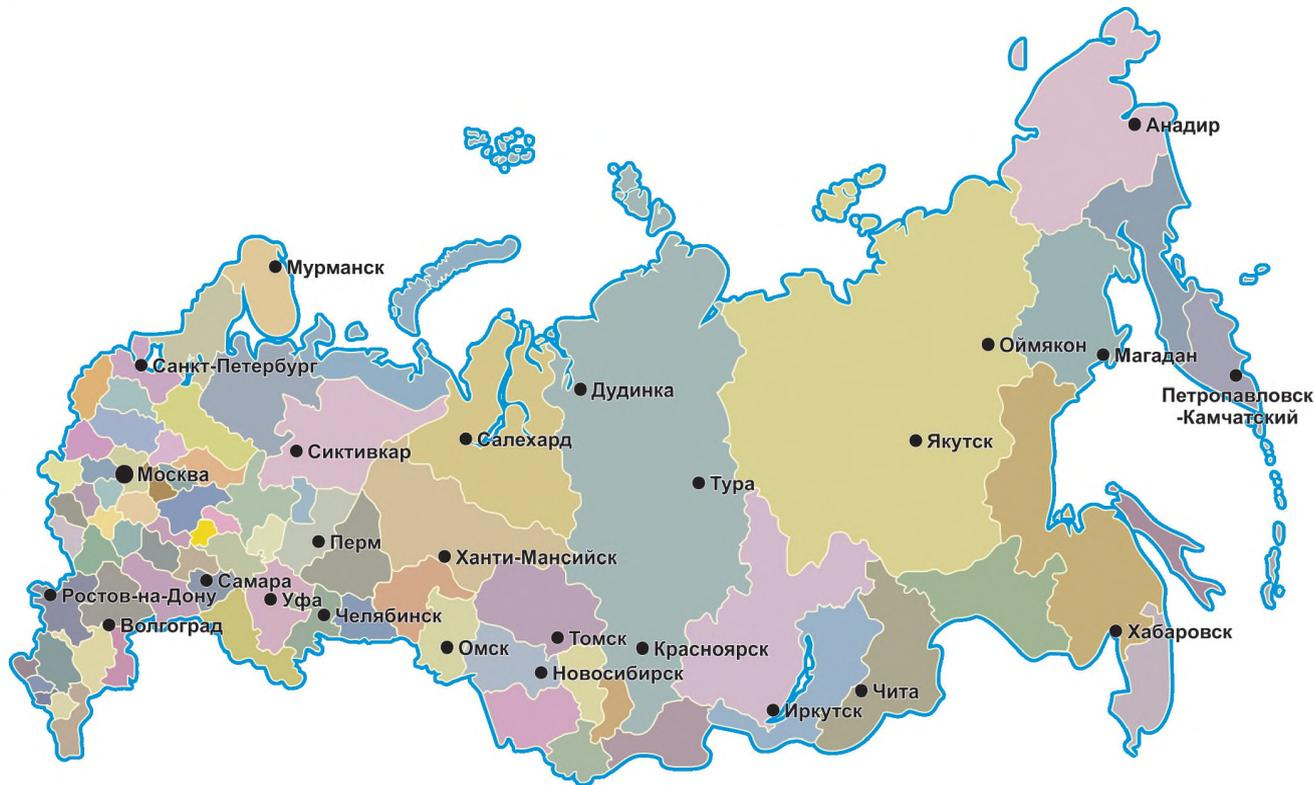 Анадир
Мурманск
Оймякон
Магадан
Санкт-Петербург
Дудинка
Петропавловск
-Камчатский
Салехард
Якутск
Сиктивкар
Москва
Тура
Перм
Ханти-Мансийск
Самара
Ростов-на-Дону
Уфа
Челябинск
Волгоград
Хабаровск
Томск
Омск
Красноярск
Новосибирск
Чита
Иркутск